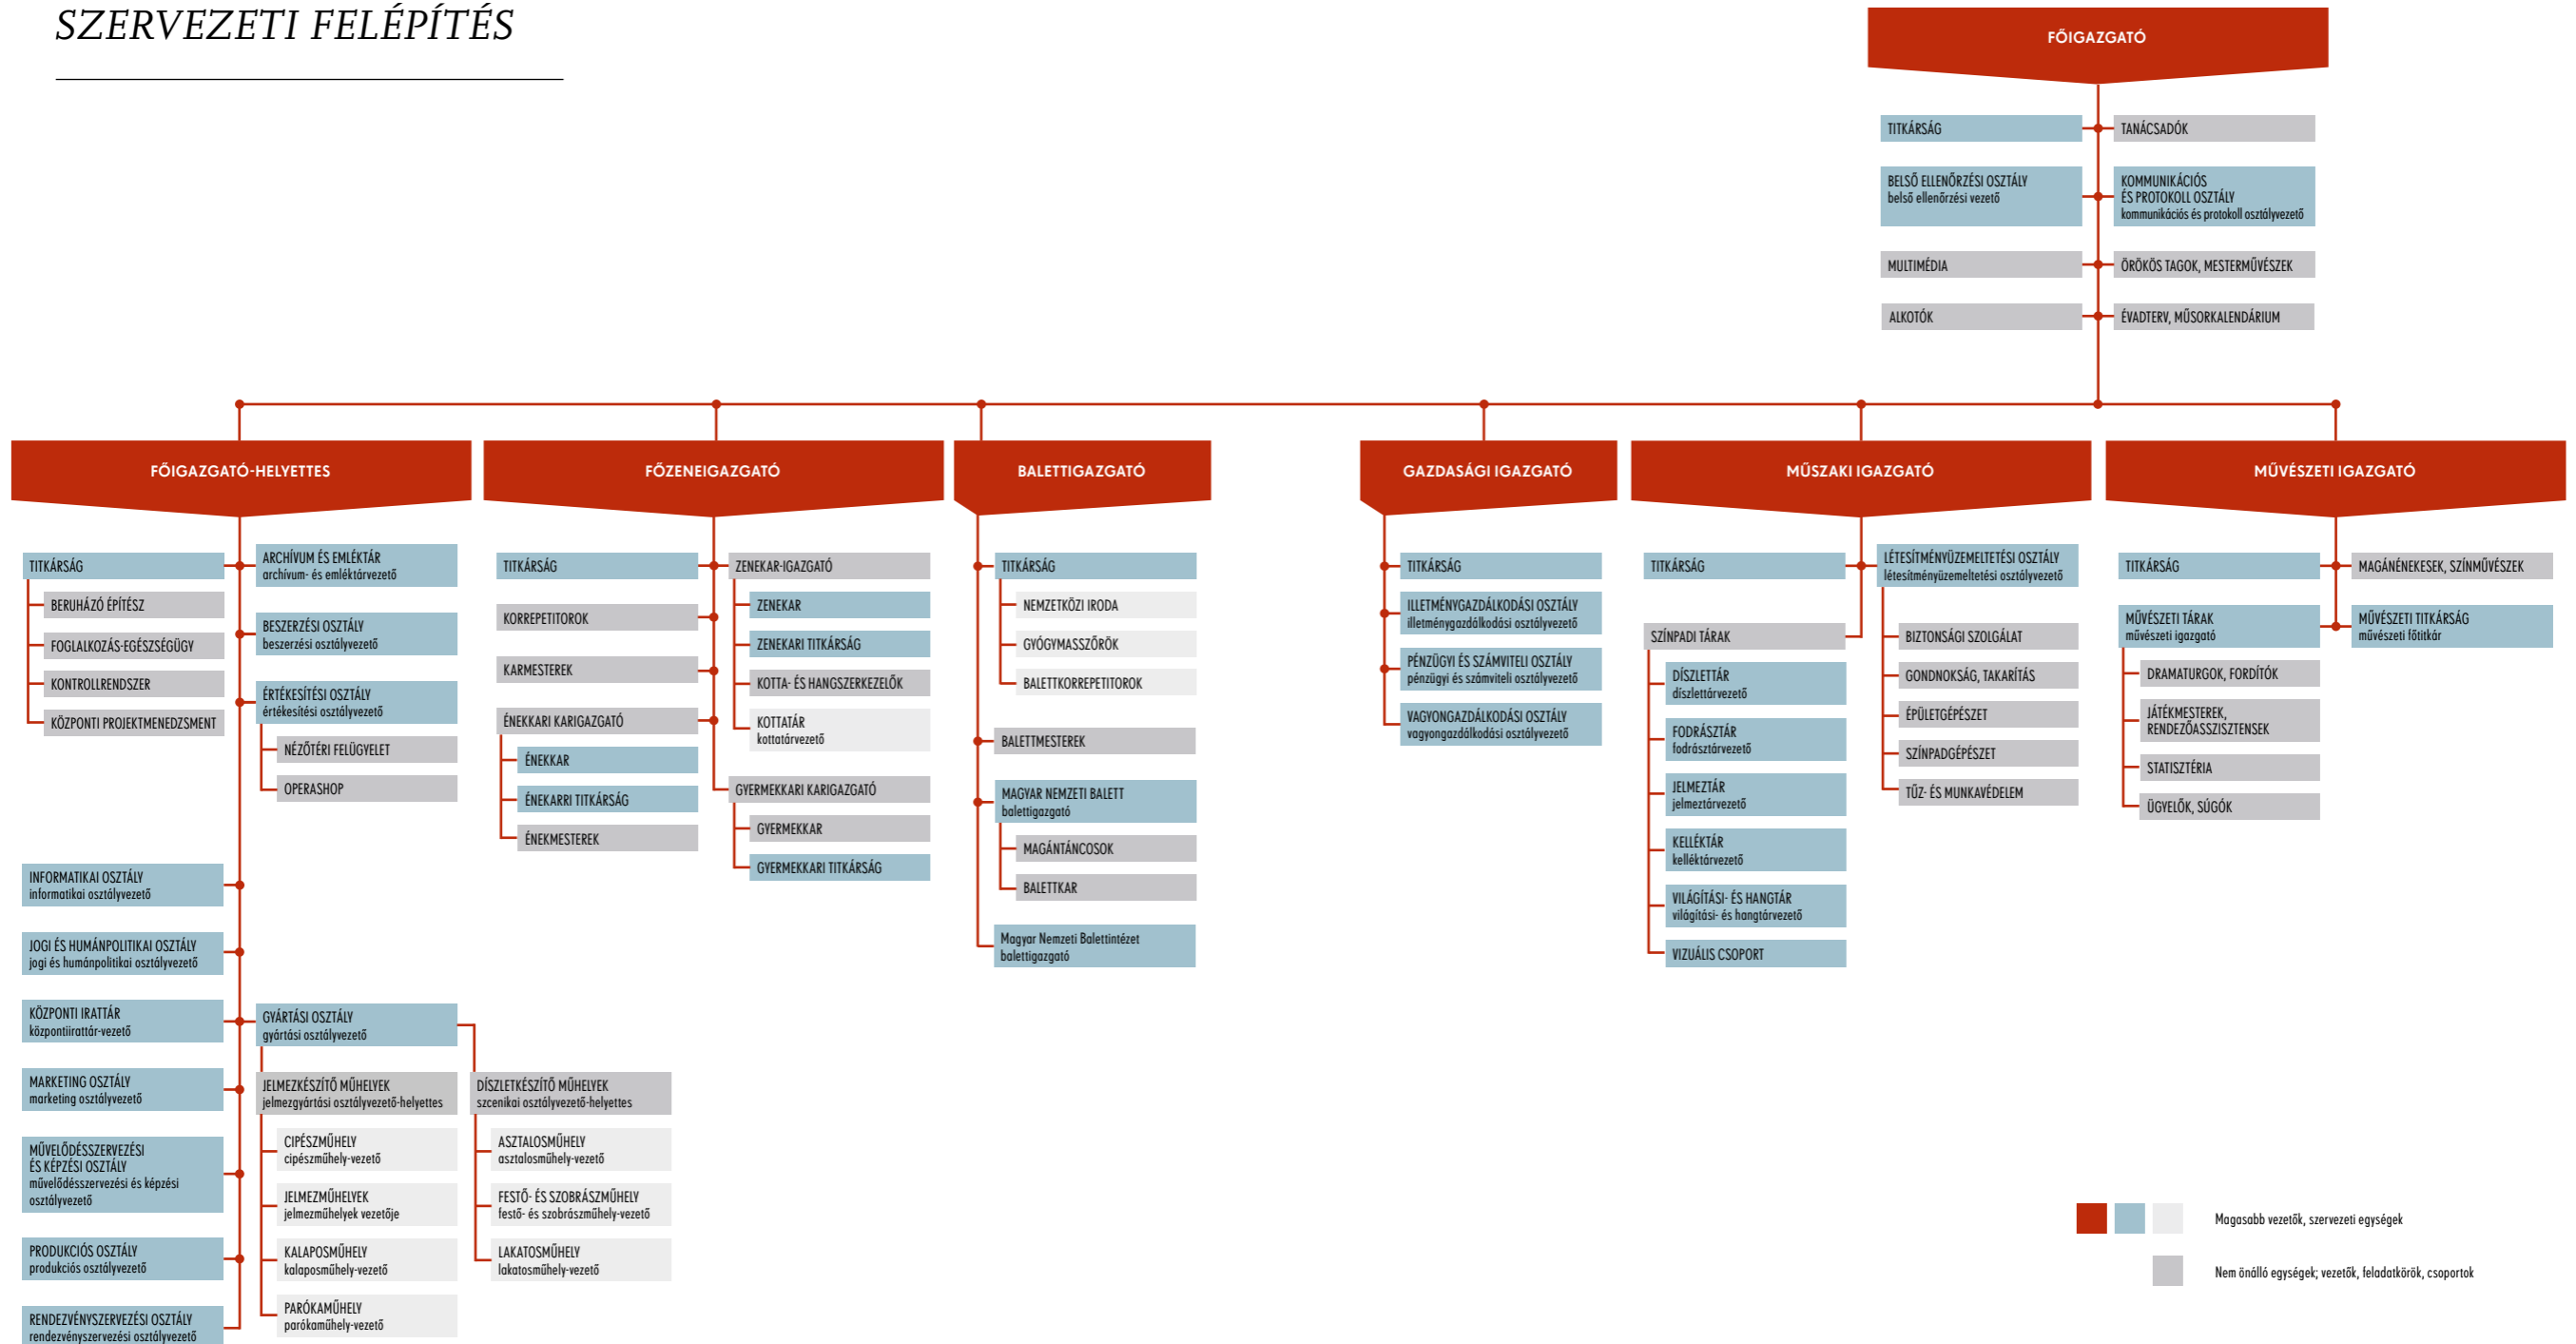 SZERVEZETI FELÉPÍTÉS
FŐIGAZGATÓ
TITKÁRSÁG
TANÁCSADÓK
BELSŐ ELLENŐRZÉSI OSZTÁLY
belső ellenőrzési vezető
KOMMUNIKÁCIÓS
ÉS PROTOKOLL OSZTÁLY
kommunikációs és protokoll osztályvezető
MULTIMÉDIA
ÖRÖKÖS TAGOK, MESTERMŰVÉSZEK
ALKOTÓK
ÉVADTERV, MŰSORKALENDÁRIUM
FŐIGAZGATÓ-HELYETTES
TITKÁRSÁG
BERUHÁZÓ ÉPÍTÉSZ
FOGLALKOZÁS-EGÉSZSÉGÜGY
KONTROLLRENDSZER
KÖZPONTI PROJEKTMENEDZSMENT
ARCHÍVUM ÉS EMLÉKTÁR
archívum- és emléktárvezető
BESZERZÉSI OSZTÁLY
beszerzési osztályvezető
ÉRTÉKESÍTÉSI OSZTÁLY
értékesítési osztályvezető
NÉZŐTÉRI FELÜGYELET
OPERASHOP
INFORMATIKAI OSZTÁLY
informatikai osztályvezető
JOGI ÉS HUMÁNPOLITIKAI OSZTÁLY
jogi és humánpolitikai osztályvezető
KÖZPONTI IRATTÁR
központiirattár-vezető
MARKETING OSZTÁLY
marketing osztályvezető
MŰVELŐDÉSSZERVEZÉSI
ÉS KÉPZÉSI OSZTÁLY
művelődésszervezési és képzési
osztályvezető
PRODUKCIÓS OSZTÁLY
produkciós osztályvezető
RENDEZVÉNYSZERVEZÉSI OSZTÁLY
rendezvényszervezési osztályvezető
GYÁRTÁSI OSZTÁLY
gyártási osztályvezető
JELMEZKÉSZÍTŐ MŰHELYEK
jelmezgyártási osztályvezető-helyettes
CIPÉSZMŰHELY
cipészműhely-vezető
JELMEZMŰHELYEK
jelmezműhelyek vezetője
KALAPOSMŰHELY
kalaposműhely-vezető
PARÓKAMŰHELY
parókaműhely-vezető
DÍSZLETKÉSZÍTŐ MŰHELYEK
szcenikai osztályvezető-helyettes
ASZTALOSMŰHELY
asztalosműhely-vezető
FESTŐ- ÉS SZOBRÁSZMŰHELY
festő- és szobrászműhely-vezető
LAKATOSMŰHELY
lakatosműhely-vezető
FŐZENEIGAZGATÓ
TITKÁRSÁG
KORREPETITOROK
KARMESTEREK
ÉNEKKARI KARIGAZGATÓ
ÉNEKKAR
ÉNEKARRI TITKÁRSÁG
ÉNEKMESTEREK
ZENEKAR-IGAZGATÓ
ZENEKAR
ZENEKARI TITKÁRSÁG
KOTTA- ÉS HANGSZERKEZELŐK
KOTTATÁR
kottatárvezető
GYERMEKKARI KARIGAZGATÓ
GYERMEKKAR
GYERMEKKARI TITKÁRSÁG
BALETTIGAZGATÓ
TITKÁRSÁG
NEMZETKÖZI IRODA
GYÓGYMASSZŐRÖK
BALETTKORREPETITOROK
BALETTMESTEREK
MAGYAR NEMZETI BALETT
balettigazgató
MAGÁNTÁNCOSOK
BALETTKAR
Magyar Nemzeti Balettintézet
balettigazgató
GAZDASÁGI IGAZGATÓ
TITKÁRSÁG
ILLETMÉNYGAZDÁLKODÁSI OSZTÁLY
illetménygazdálkodási osztályvezető
PÉNZÜGYI ÉS SZÁMVITELI OSZTÁLY
pénzügyi és számviteli osztályvezető
VAGYONGAZDÁLKODÁSI OSZTÁLY
vagyongazdálkodási osztályvezető
MŰSZAKI IGAZGATÓ
TITKÁRSÁG
SZÍNPADI TÁRAK
DÍSZLETTÁR
díszlettárvezető
FODRÁSZTÁR
fodrásztárvezető
JELMEZTÁR
jelmeztárvezető
KELLÉKTÁR
kelléktárvezető
VILÁGÍTÁSI- ÉS HANGTÁR
világítási- és hangtárvezető
VIZUÁLIS CSOPORT
LÉTESÍTMÉNYÜZEMELTETÉSI OSZTÁLY
létesítményüzemeltetési osztályvezető
BIZTONSÁGI SZOLGÁLAT
GONDNOKSÁG, TAKARÍTÁS
ÉPÜLETGÉPÉSZET
SZÍNPADGÉPÉSZET
TŰZ- ÉS MUNKAVÉDELEM
MŰVÉSZETI IGAZGATÓ
TITKÁRSÁG
MŰVÉSZETI TÁRAK
művészeti igazgató
DRAMATURGOK, FORDÍTÓK
JÁTÉKMESTEREK,
RENDEZŐASSZISZTENSEK
STATISZTÉRIA
ÜGYELŐK, SÚGÓK
MAGÁNÉNEKESEK, SZÍNMŰVÉSZEK
MŰVÉSZETI TITKÁRSÁG
művészeti főtitkár
Magasabb vezetők, szervezeti egységek
Nem önálló egységek; vezetők, feladatkörök, csoportok